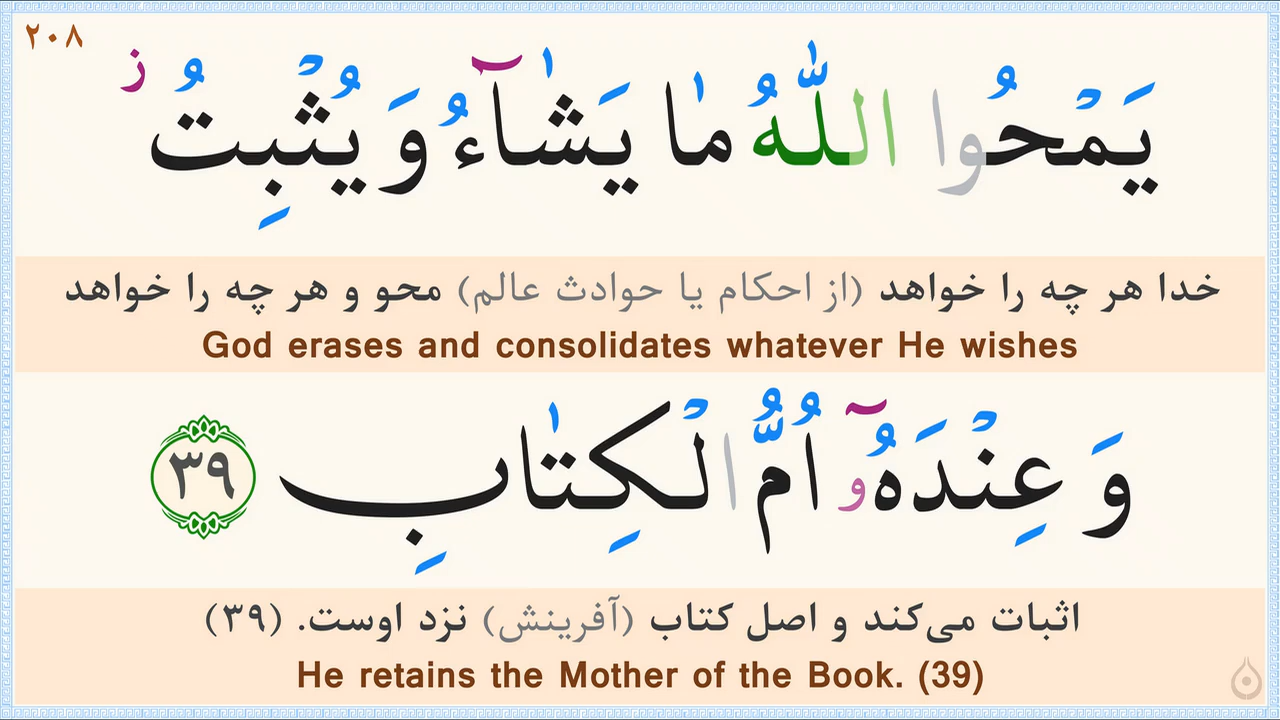 ۲۰۸
یَمْحُوا اللّٰهُ مٰا یَشٰآءُ وَ یُثْبِتُ ز
خدا هر چه را خواهد (از احکام یا حوادث عالم) محو و هر چه را خواهد
God erases and consolidates whatever He wishes
وَ عِنْدَهُوٓ اُمُّ الْکِتٰابِ ۳۹
اثبات می‌کند و اصل کتاب (آفرینش) نزد اوست. (۳۹)
He retains the Mother of the Book. (39)